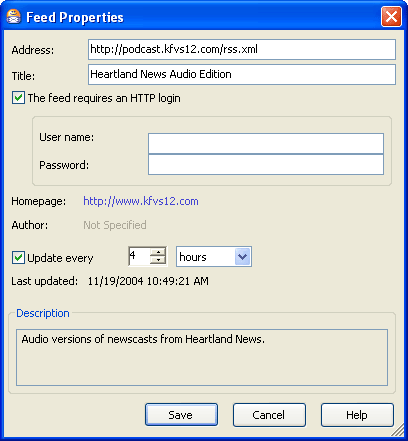 Feed Properties
Address: http://podcast.kfvs12.com/rss.xml
Title: Heartland News Audio Edition
The feed requires an HTTP login
User name:
Password:
Homepage: http://www.kfvs12.com
Author: Not Specified
Update every 4 hours
Last updated: 11/19/2004 10:49:21 AM
Description
Audio versions of newscasts from Heartland News.
Save Cancel Help